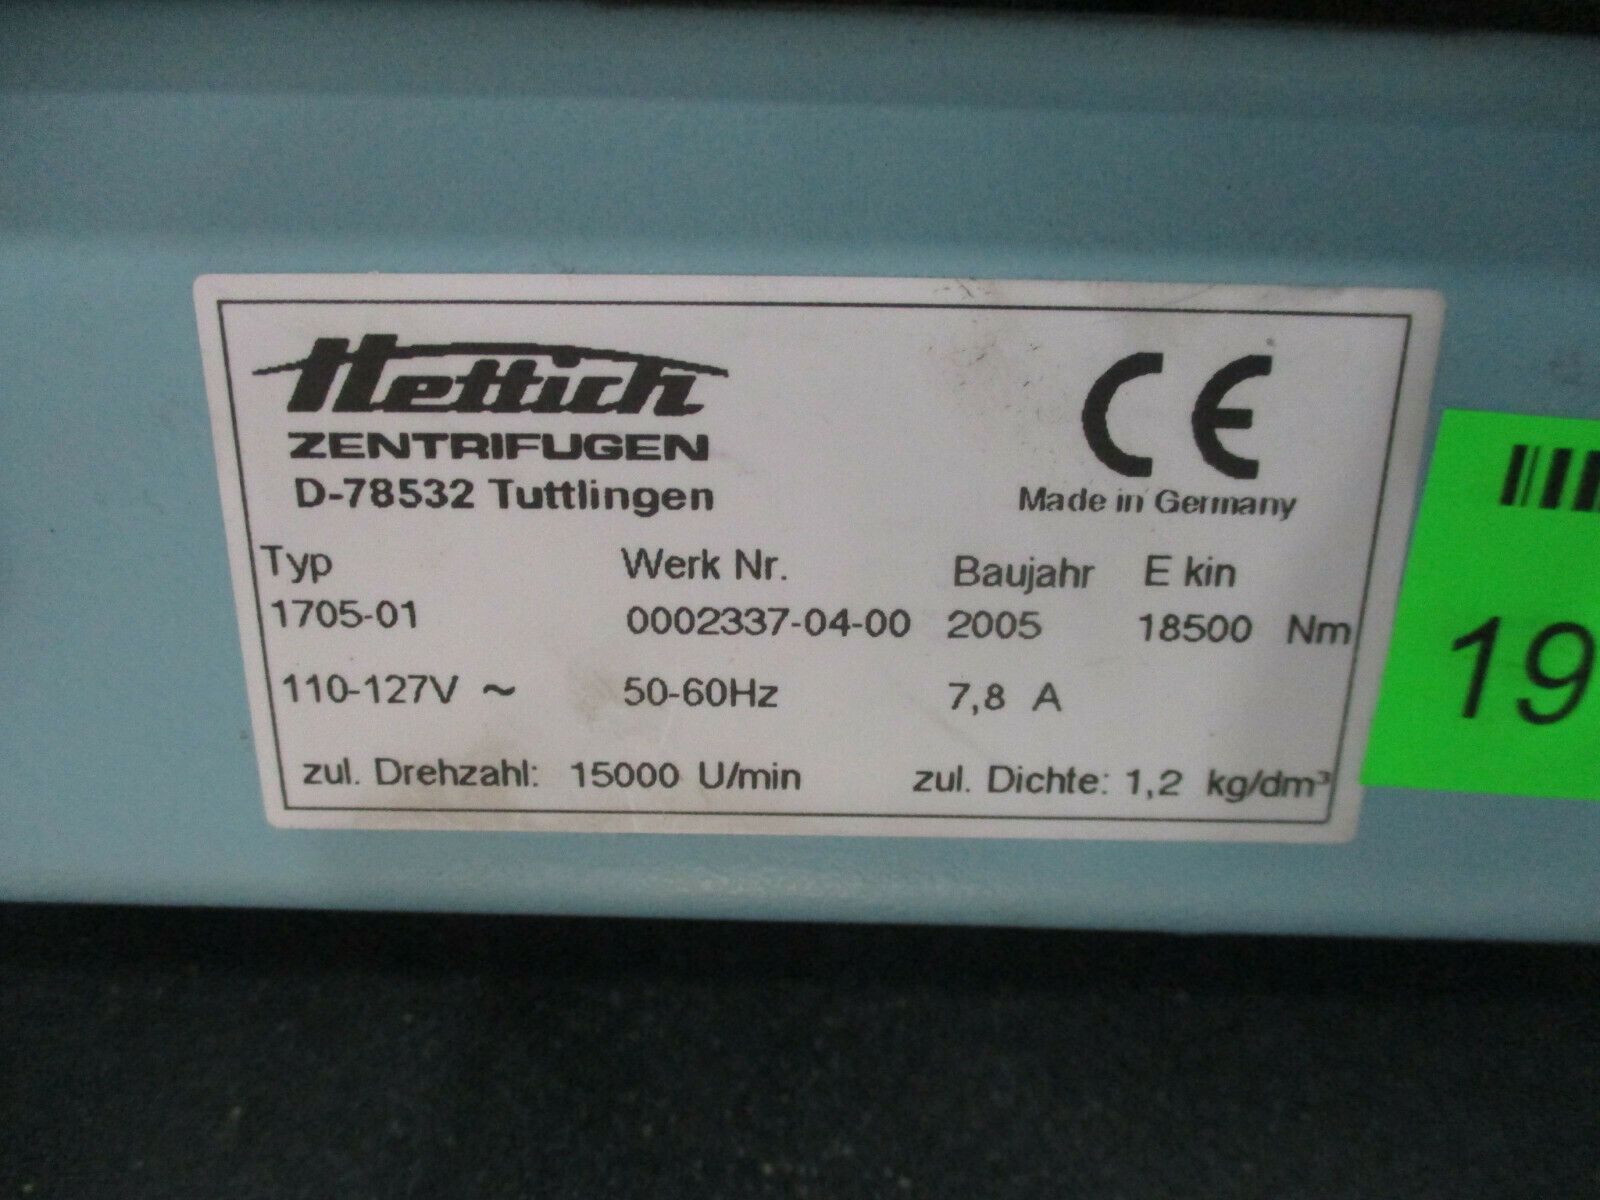 Hettich
ZENTRIFUGEN
D-78532 Tuttlingen
CE
Made in Germany
Typ Werk Nr. Baujahr E kin
1705-01 0002337-04-00 2005 18500 Nm
110-127V ~ 50-60Hz 7,8 A
zul. Drehzahl: 15000 U/min zul. Dichte: 1,2 kg/dm³
19